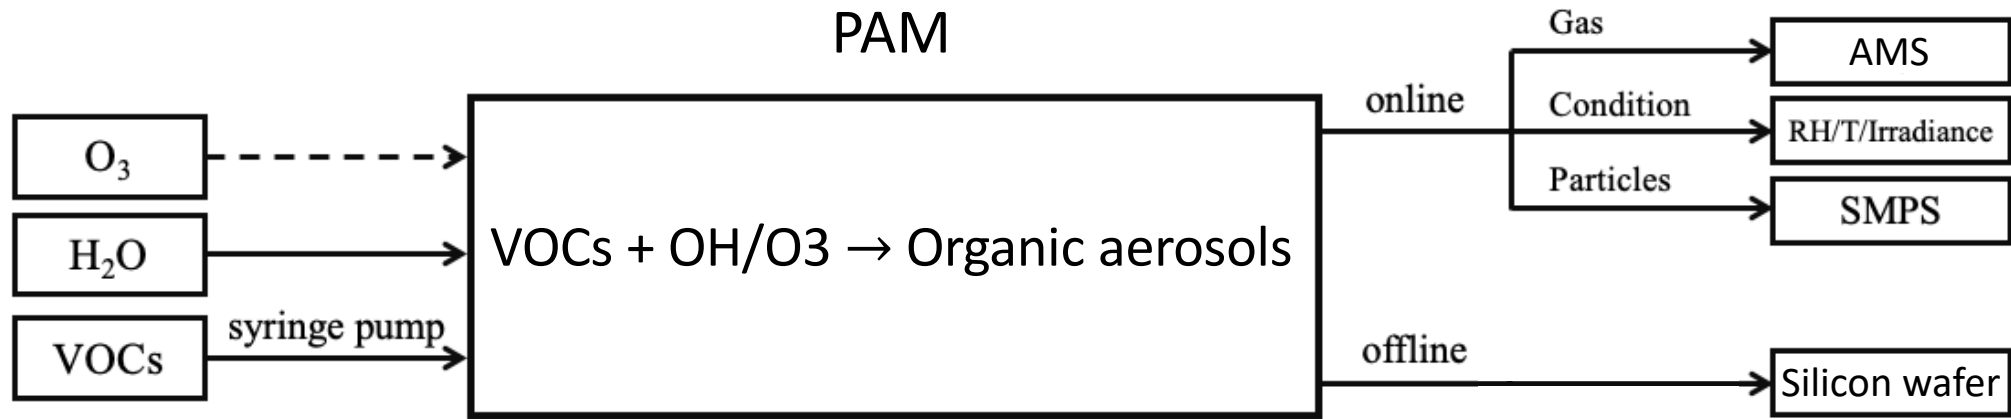 PAM
O₃
H₂O
VOCs
syringe pump
VOCs + OH/O3 → Organic aerosols
online
Gas
AMS
Condition
RH/T/Irradiance
Particles
SMPS
offline
Silicon wafer